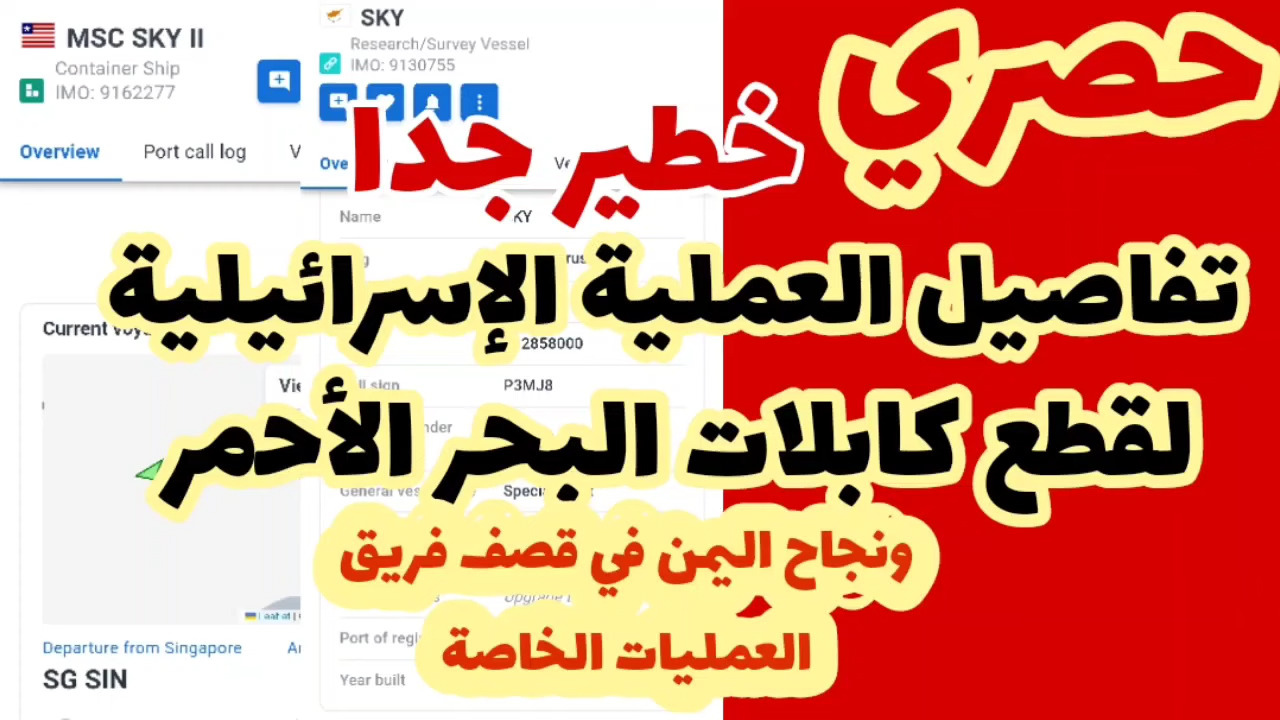 MSC SKY II
Container Ship
IMO: 9162277
Overview
Port call log
SKY
Research/Survey Vessel
IMO: 9130755
حصري
خطير جدا
تفاصيل العملية الإسرائيلية
لقطع كابلات البحر الأحمر
ونجاح اليمن في قصف فريق
العمليات الخاصة
Name
2858000
P3MJ8
Current
Departure from Singapore
SG SIN
Port of
Year built